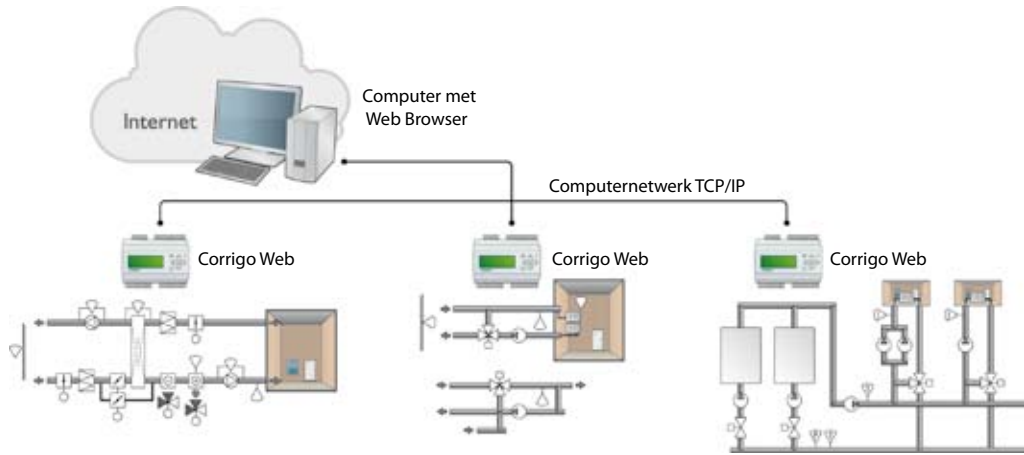 Internet
Computer met
Web Browser
Computernetwerk TCP/IP
Corrigo Web
Corrigo Web
Corrigo Web